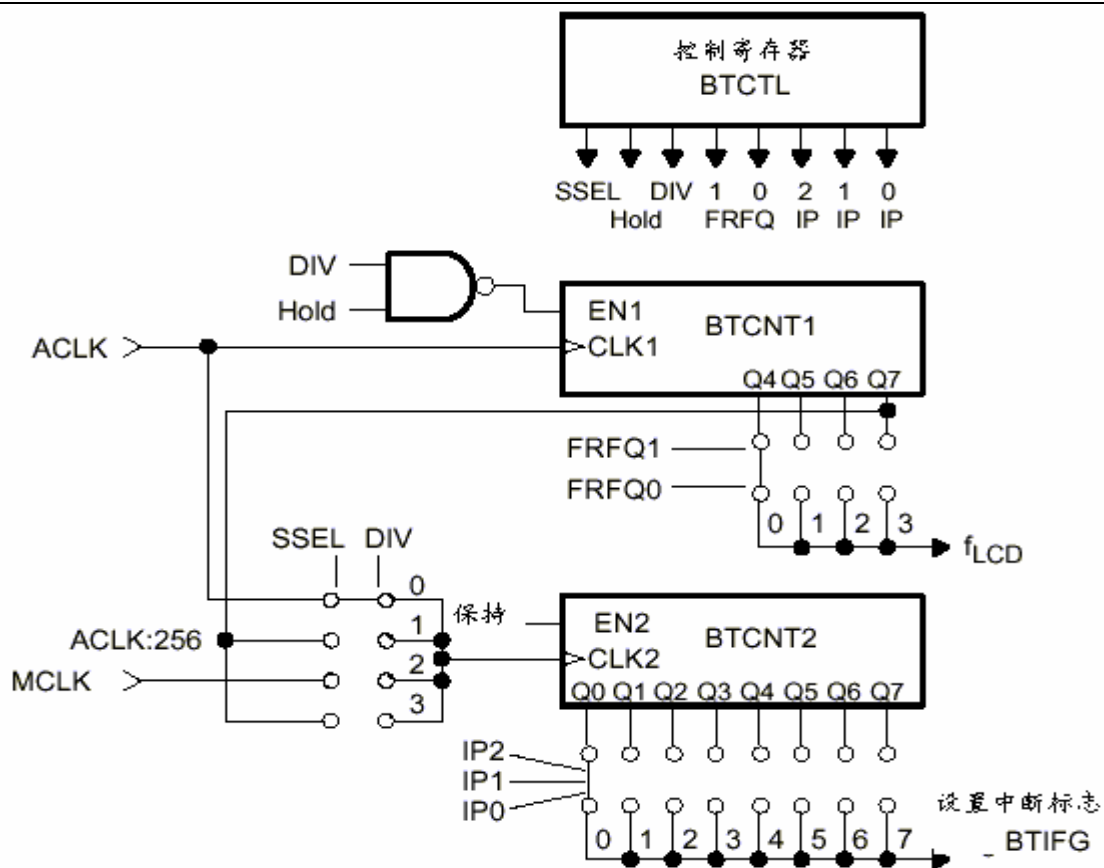 控制寄存器
BTCTL
SSEL DIV 1 0 2 1 0
Hold FRFQ IP IP IP
DIV
Hold
EN1
BTCNT1
ACLK
CLK1
Q4 Q5 Q6 Q7
FRFQ1
FRFQ0
0 1 2 3
fLCD
SSEL DIV
0
保持
EN2
BTCNT2
1
ACLK:256
CLK2
2
MCLK
Q0 Q1 Q2 Q3 Q4 Q5 Q6 Q7
3
IP2
IP1
IP0
设置中断标志
0 1 2 3 4 5 6 7
BTIFG